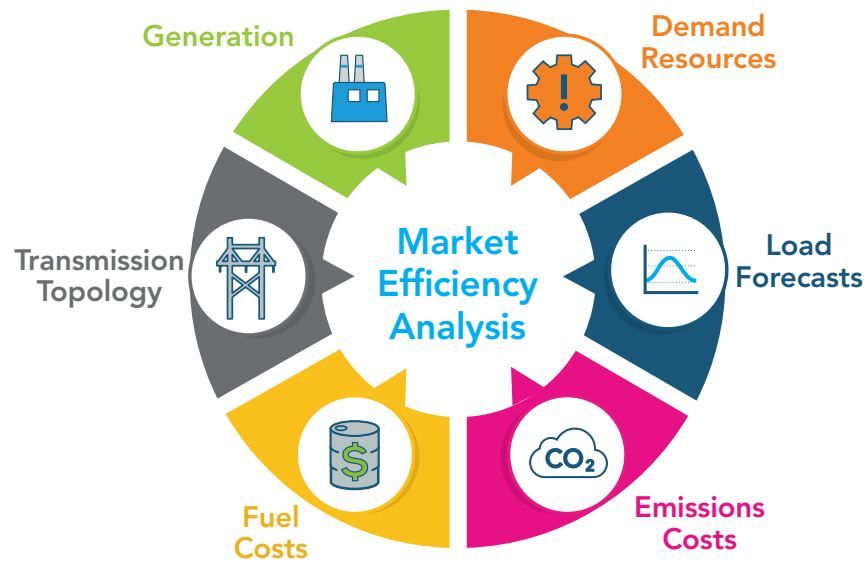 Generation
Demand
Resources
Transmission
Topology
Market
Efficiency
Analysis
Load
Forecasts
Fuel
Costs
$
CO₂
Emissions
Costs
!